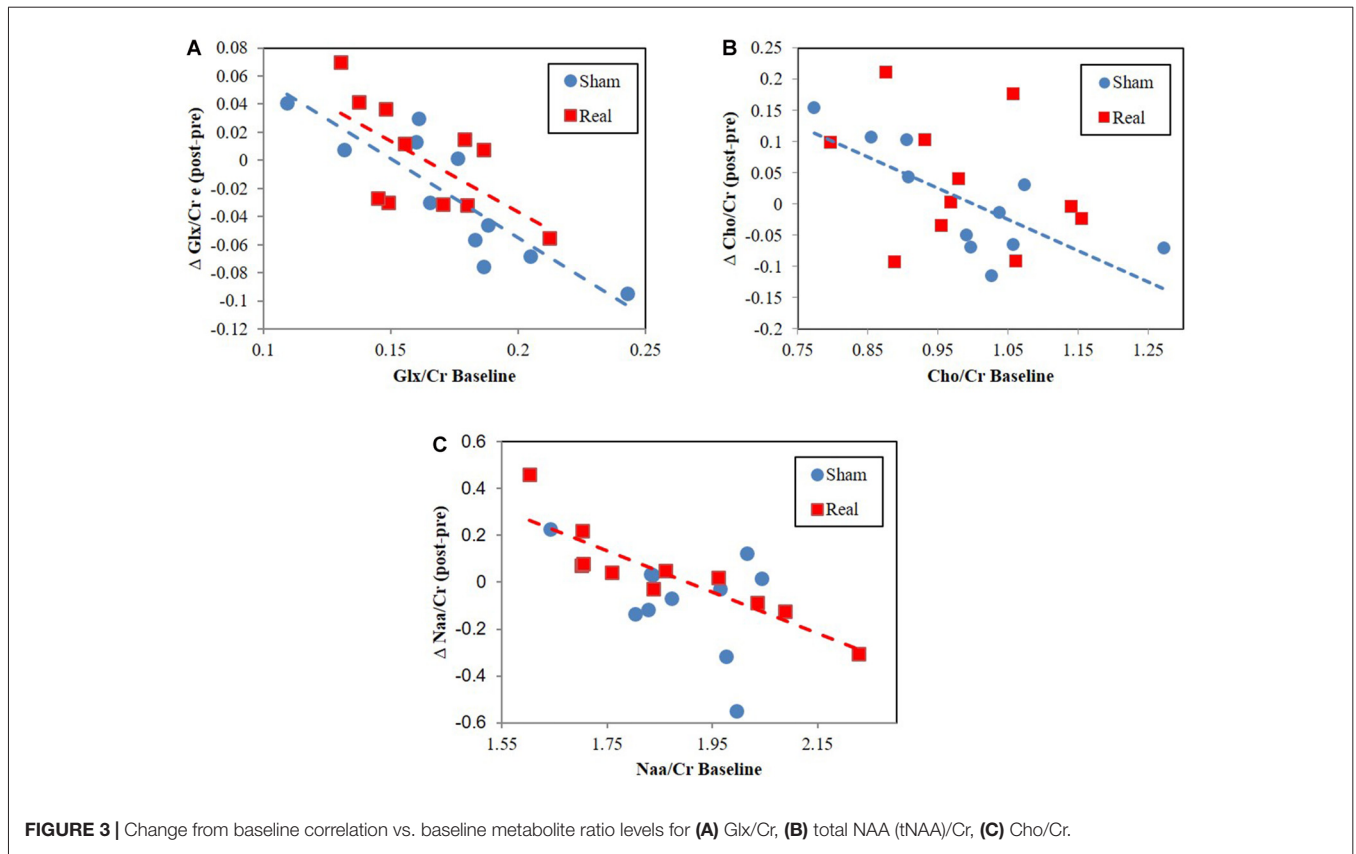 A
0.08
0.06
0.04
0.02
0
-0.02
-0.04
-0.06
-0.08
-0.1
-0.12
Δ Glx/Cr e (post-pre)
Sham
Real
0.1 0.15 0.2 0.25
Glx/Cr Baseline
B
0.25
0.2
0.15
0.1
0.05
0
-0.05
-0.1
-0.15
-0.2
Δ Cho/Cr (post-pre)
Sham
Real
0.75 0.85 0.95 1.05 1.15 1.25
Cho/Cr Baseline
C
0.6
0.4
0.2
0
-0.2
-0.4
-0.6
Δ Naa/Cr (post-pre)
Sham
Real
1.55 1.75 1.95 2.15
Naa/Cr Baseline
FIGURE 3 | Change from baseline correlation vs. baseline metabolite ratio levels for (A) Glx/Cr, (B) total NAA (tNAA)/Cr, (C) Cho/Cr.